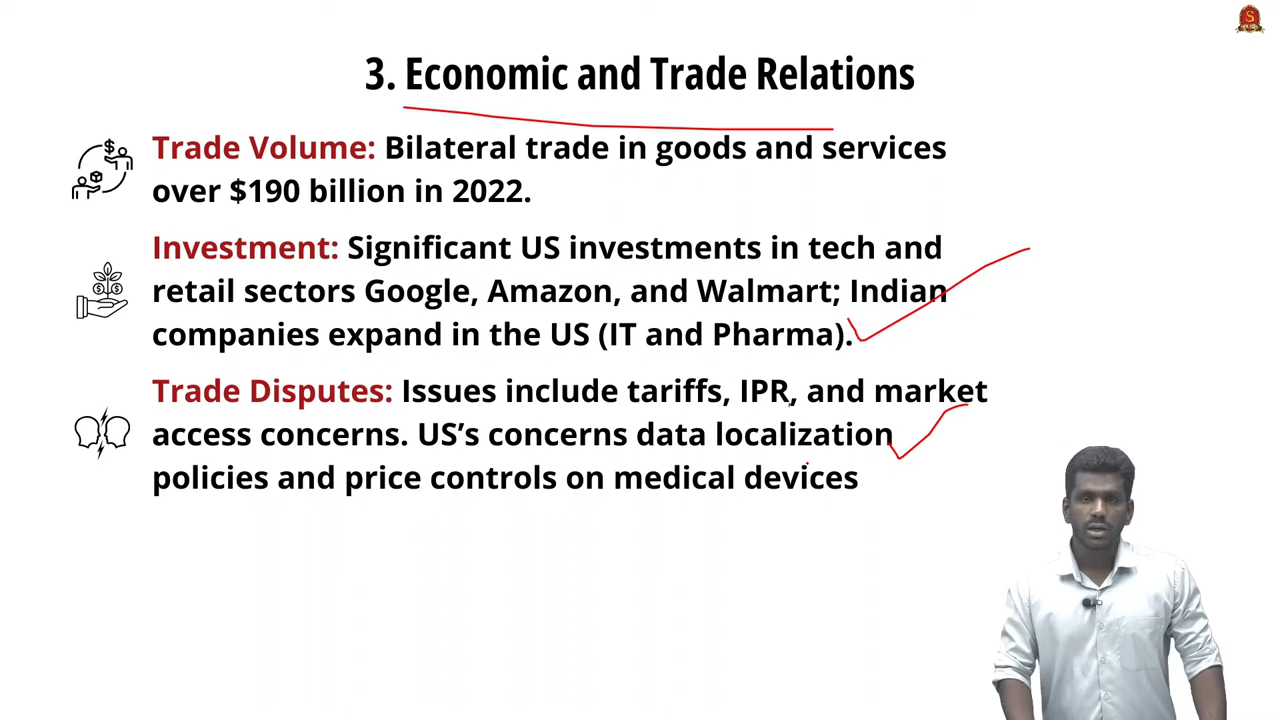 3. Economic and Trade Relations
Trade Volume: Bilateral trade in goods and services
over $190 billion in 2022.
Investment: Significant US investments in tech and
retail sectors Google, Amazon, and Walmart; Indian
companies expand in the US (IT and Pharma).
Trade Disputes: Issues include tariffs, IPR, and market
access concerns. US’s concerns data localization
policies and price controls on medical devices